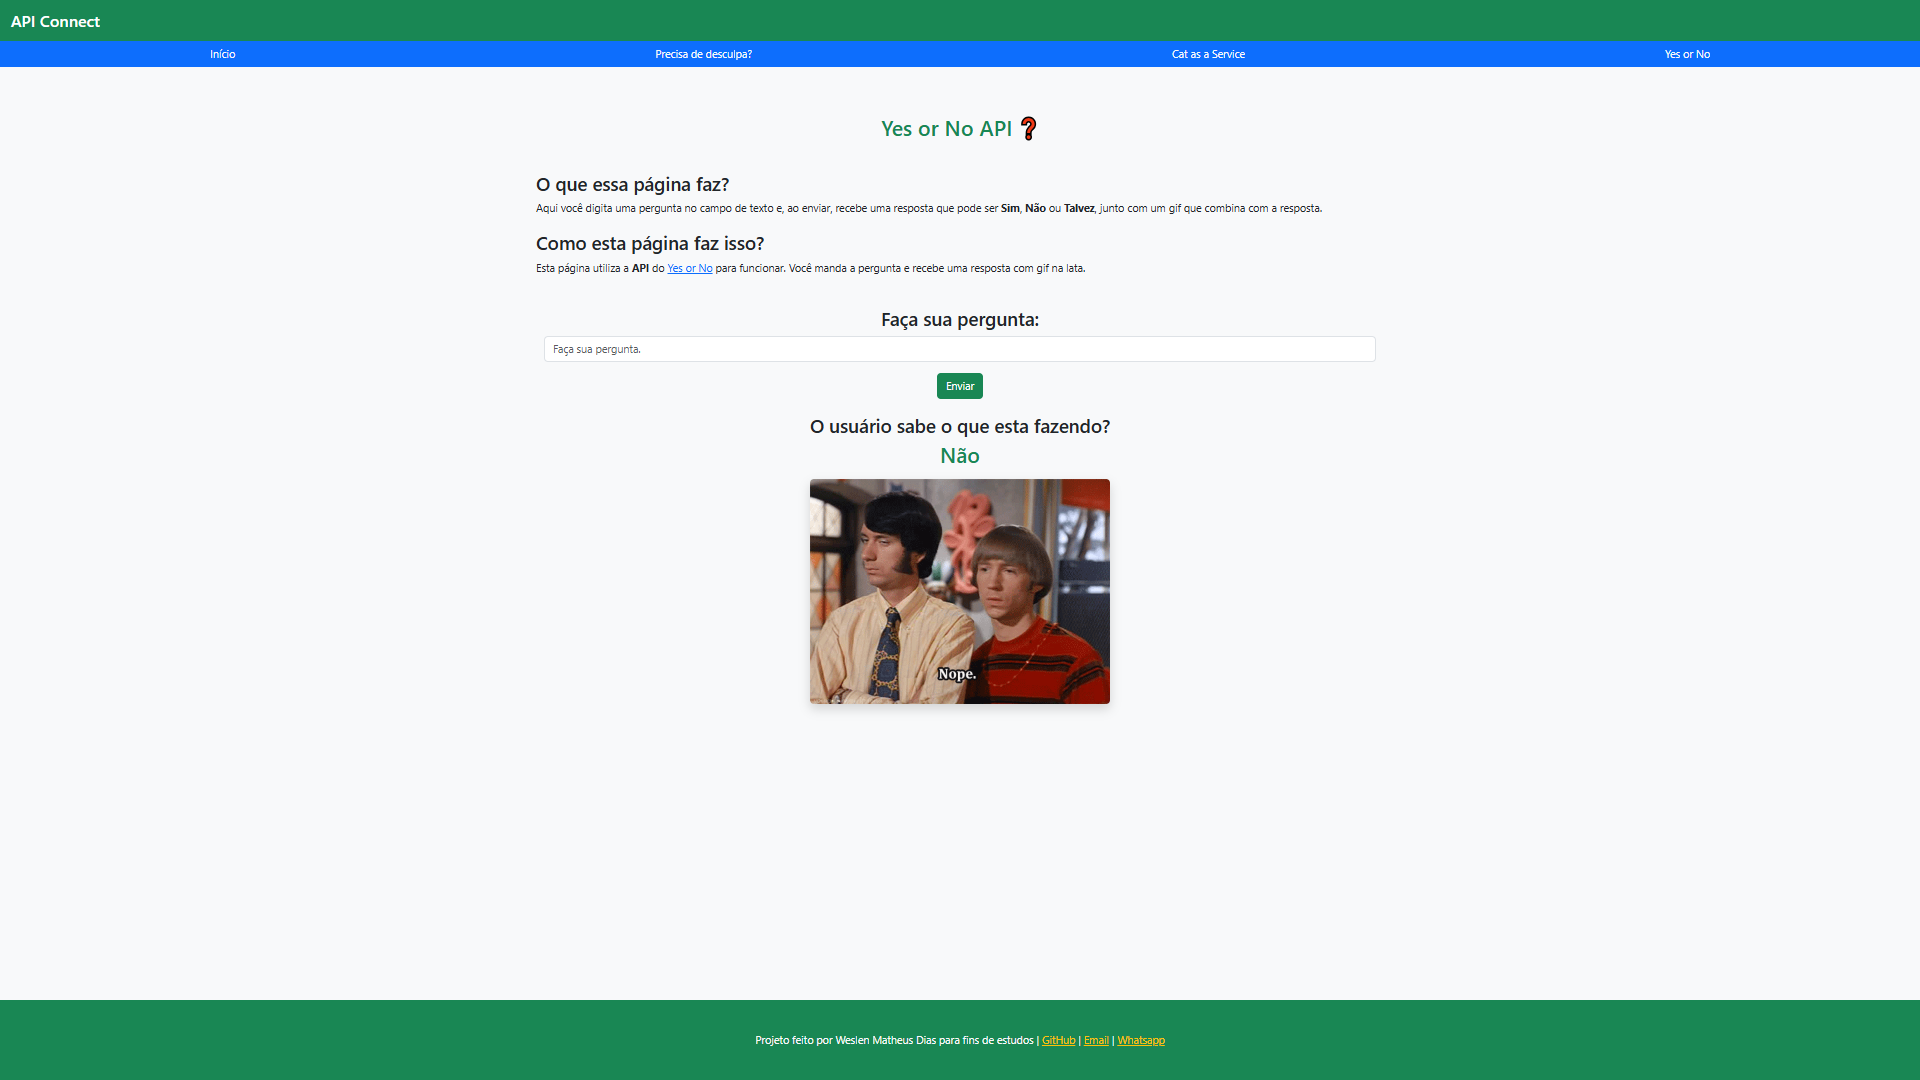 API Connect
Início Precisa de desculpa? Cat as a Service Yes or No
Yes or No API ❓
O que essa página faz?
Aqui você digita uma pergunta no campo de texto e, ao enviar, recebe uma resposta que pode ser Sim, Não ou Talvez, junto com um gif que combina com a resposta.
Como esta página faz isso?
Esta página utiliza a API do Yes or No para funcionar. Você manda a pergunta e recebe uma resposta com gif na lata.
Faça sua pergunta:
Faça sua pergunta.
Enviar
O usuário sabe o que esta fazendo?
Não
Nope.
Projeto feito por Weslen Matheus Dias para fins de estudos | GitHub | Email | Whatsapp